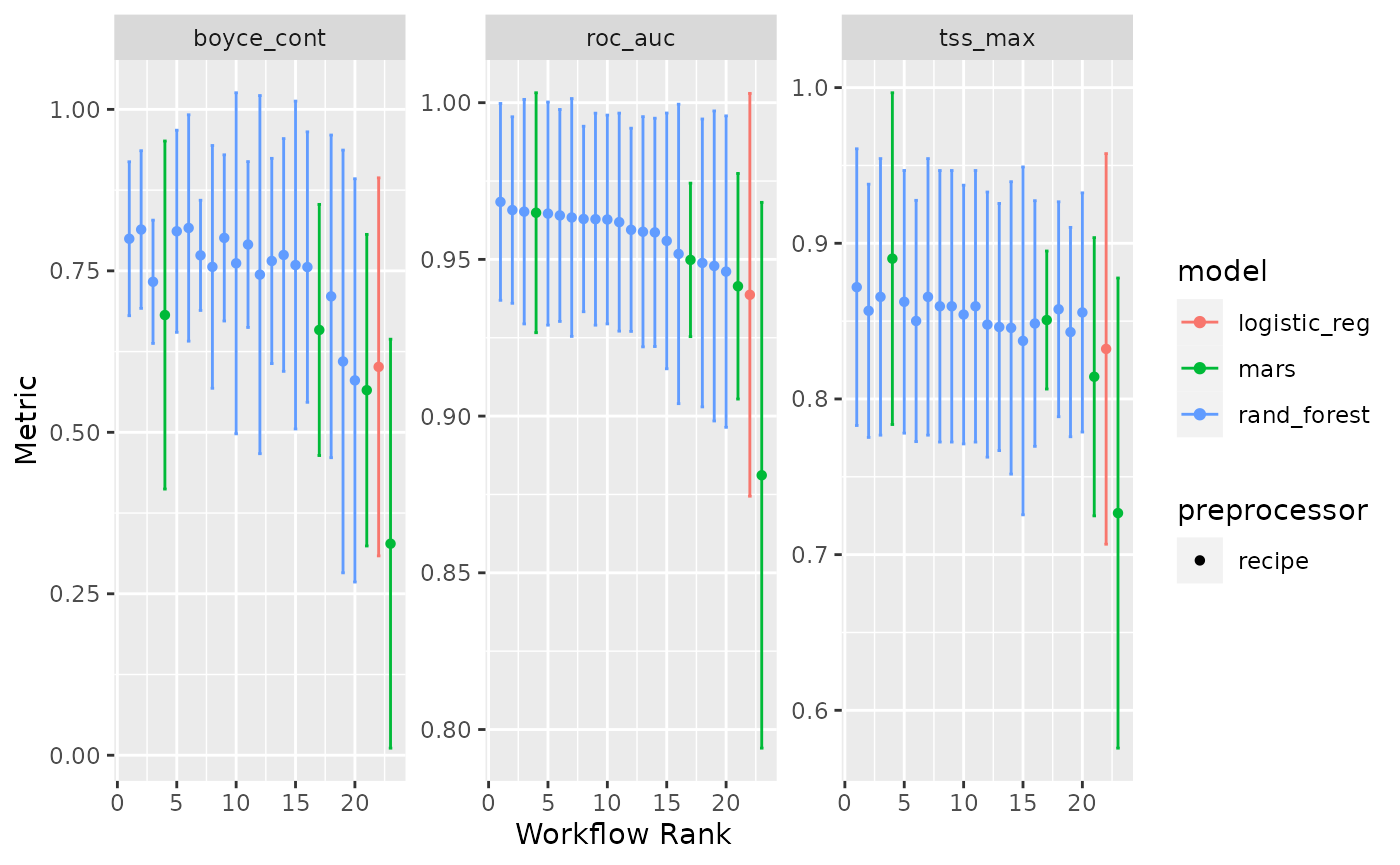 boyce_cont
roc_auc
tss_max
1.00
0.75
0.50
0.25
0.00
1.00
0.95
0.90
0.85
0.80
1.0
0.9
0.8
0.7
0.6
0 5 10 15 20
0 5 10 15 20
0 5 10 15 20
Metric
Workflow Rank
model
logistic_reg
mars
rand_forest
preprocessor
recipe